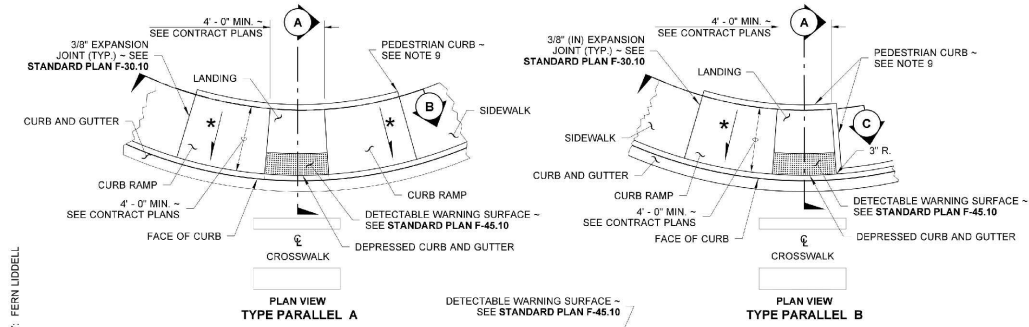 4' - 0" MIN. ~
SEE CONTRACT PLANS
A
3/8" EXPANSION
JOINT (TYP.) ~ SEE
STANDARD PLAN F-30.10
LANDING
PEDESTRIAN CURB ~
SEE NOTE 9
B
SIDEWALK
CURB AND GUTTER
*
*
CURB RAMP
4' - 0" MIN. ~
SEE CONTRACT PLANS
FACE OF CURB
CURB RAMP
DETECTABLE WARNING SURFACE ~
SEE STANDARD PLAN F-45.10
DEPRESSED CURB AND GUTTER
℄
CROSSWALK
PLAN VIEW
TYPE PARALLEL A
4' - 0" MIN. ~
SEE CONTRACT PLANS
A
3/8" (IN) EXPANSION
JOINT (TYP.) ~ SEE
STANDARD PLAN F-30.10
LANDING
PEDESTRIAN CURB ~
SEE NOTE 9
C
SIDEWALK
*
3" R.
CURB AND GUTTER
CURB RAMP
4' - 0" MIN. ~
SEE CONTRACT PLANS
FACE OF CURB
DETECTABLE WARNING SURFACE ~
SEE STANDARD PLAN F-45.10
DEPRESSED CURB AND GUTTER
℄
CROSSWALK
PLAN VIEW
TYPE PARALLEL B
DETECTABLE WARNING SURFACE ~
SEE STANDARD PLAN F-45.10
FERN LIDDELL